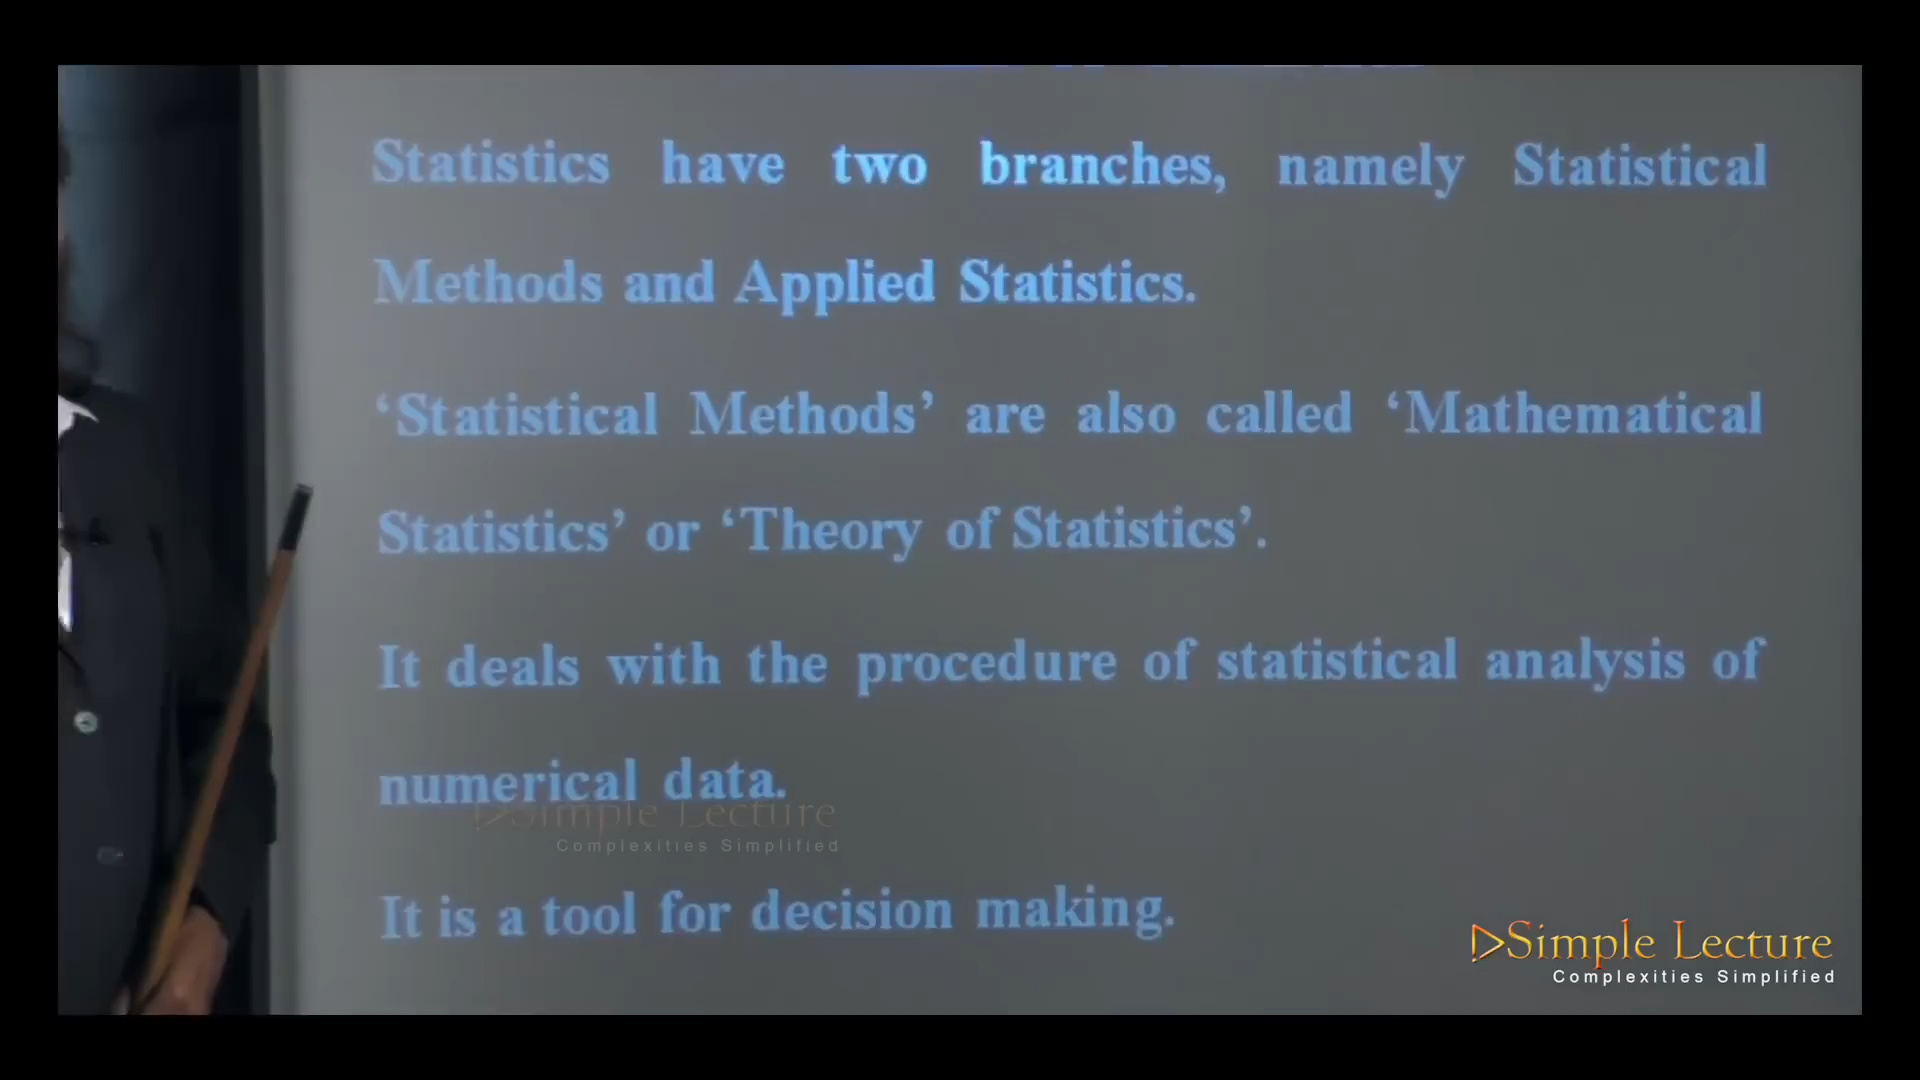 Statistics have two branches, namely Statistical
Methods and Applied Statistics.
‘Statistical Methods’ are also called ‘Mathematical
Statistics’ or ‘Theory of Statistics’.
It deals with the procedure of statistical analysis of
numerical data.
Simple Lecture
Complexities Simplified
It is a tool for decision making.
Simple Lecture
Complexities Simplified